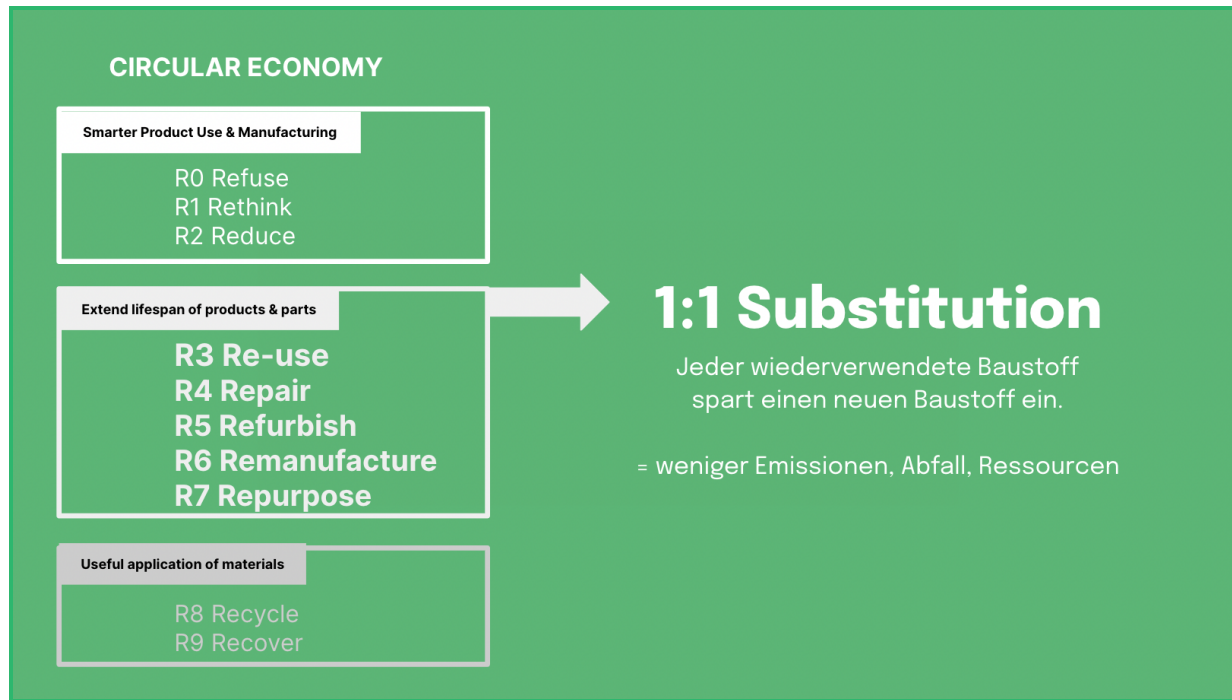 CIRCULAR ECONOMY
Smarter Product Use & Manufacturing
R0 Refuse
R1 Rethink
R2 Reduce
Extend lifespan of products & parts
R3 Re-use
R4 Repair
R5 Refurbish
R6 Remanufacture
R7 Repurpose
Useful application of materials
R8 Recycle
R9 Recover
1:1 Substitution
Jeder wiederverwendete Baustoff
spart einen neuen Baustoff ein.
= weniger Emissionen, Abfall, Ressourcen